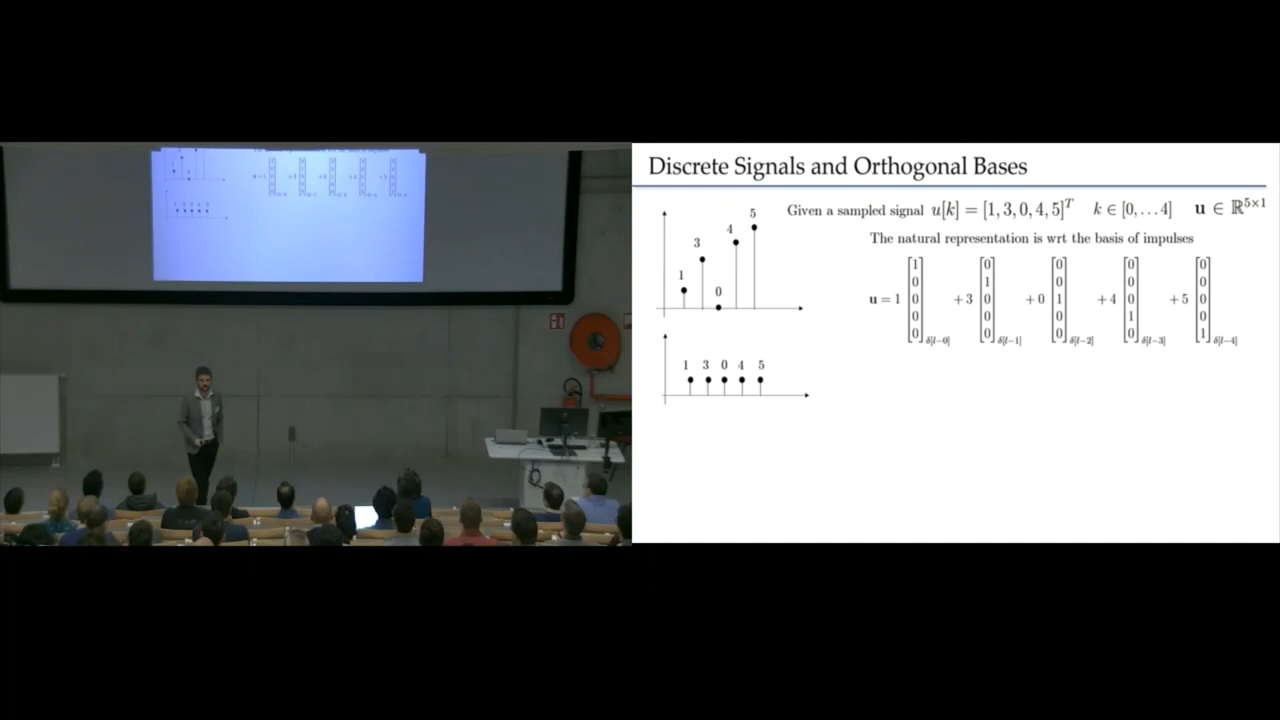 Discrete Signals and Orthogonal Bases
Given a sampled signal u[k] = [1, 3, 0, 4, 5]^T k ∈ [0, … 4] u ∈ ℝ^{5×1}
The natural representation is wrt the basis of impulses
1 3 0 4 5
u = 1 [1 0 0 0 0]_{δ[l−0]} + 3 [0 1 0 0 0]_{δ[l−1]} + 0 [0 0 1 0 0]_{δ[l−2]} + 4 [0 0 0 1 0]_{δ[l−3]} + 5 [0 0 0 0 1]_{δ[l−4]}
1 3 0 4 5